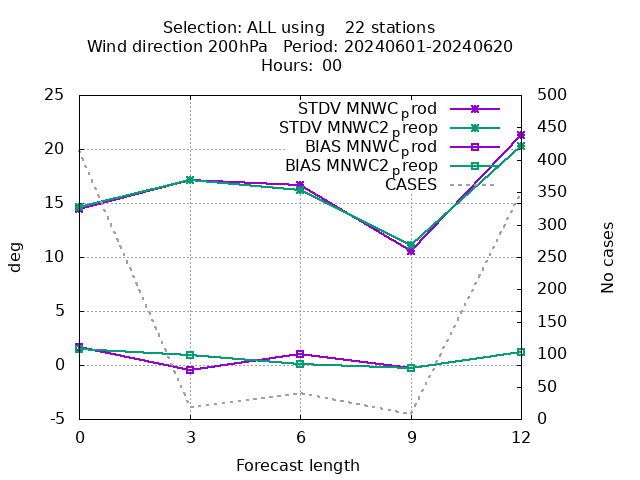 Selection: ALL using    22 stations
Wind direction 200hPa   Period: 20240601-20240620
Hours: 00
25
20
15
10
5
0
-5
deg
STDV MNWC_prod
STDV MNWC2_preop
BIAS MNWC_prod
BIAS MNWC2_preop
CASES
500
450
400
350
300
250
200
150
100
50
0
No cases
0 3 6 9 12
Forecast length